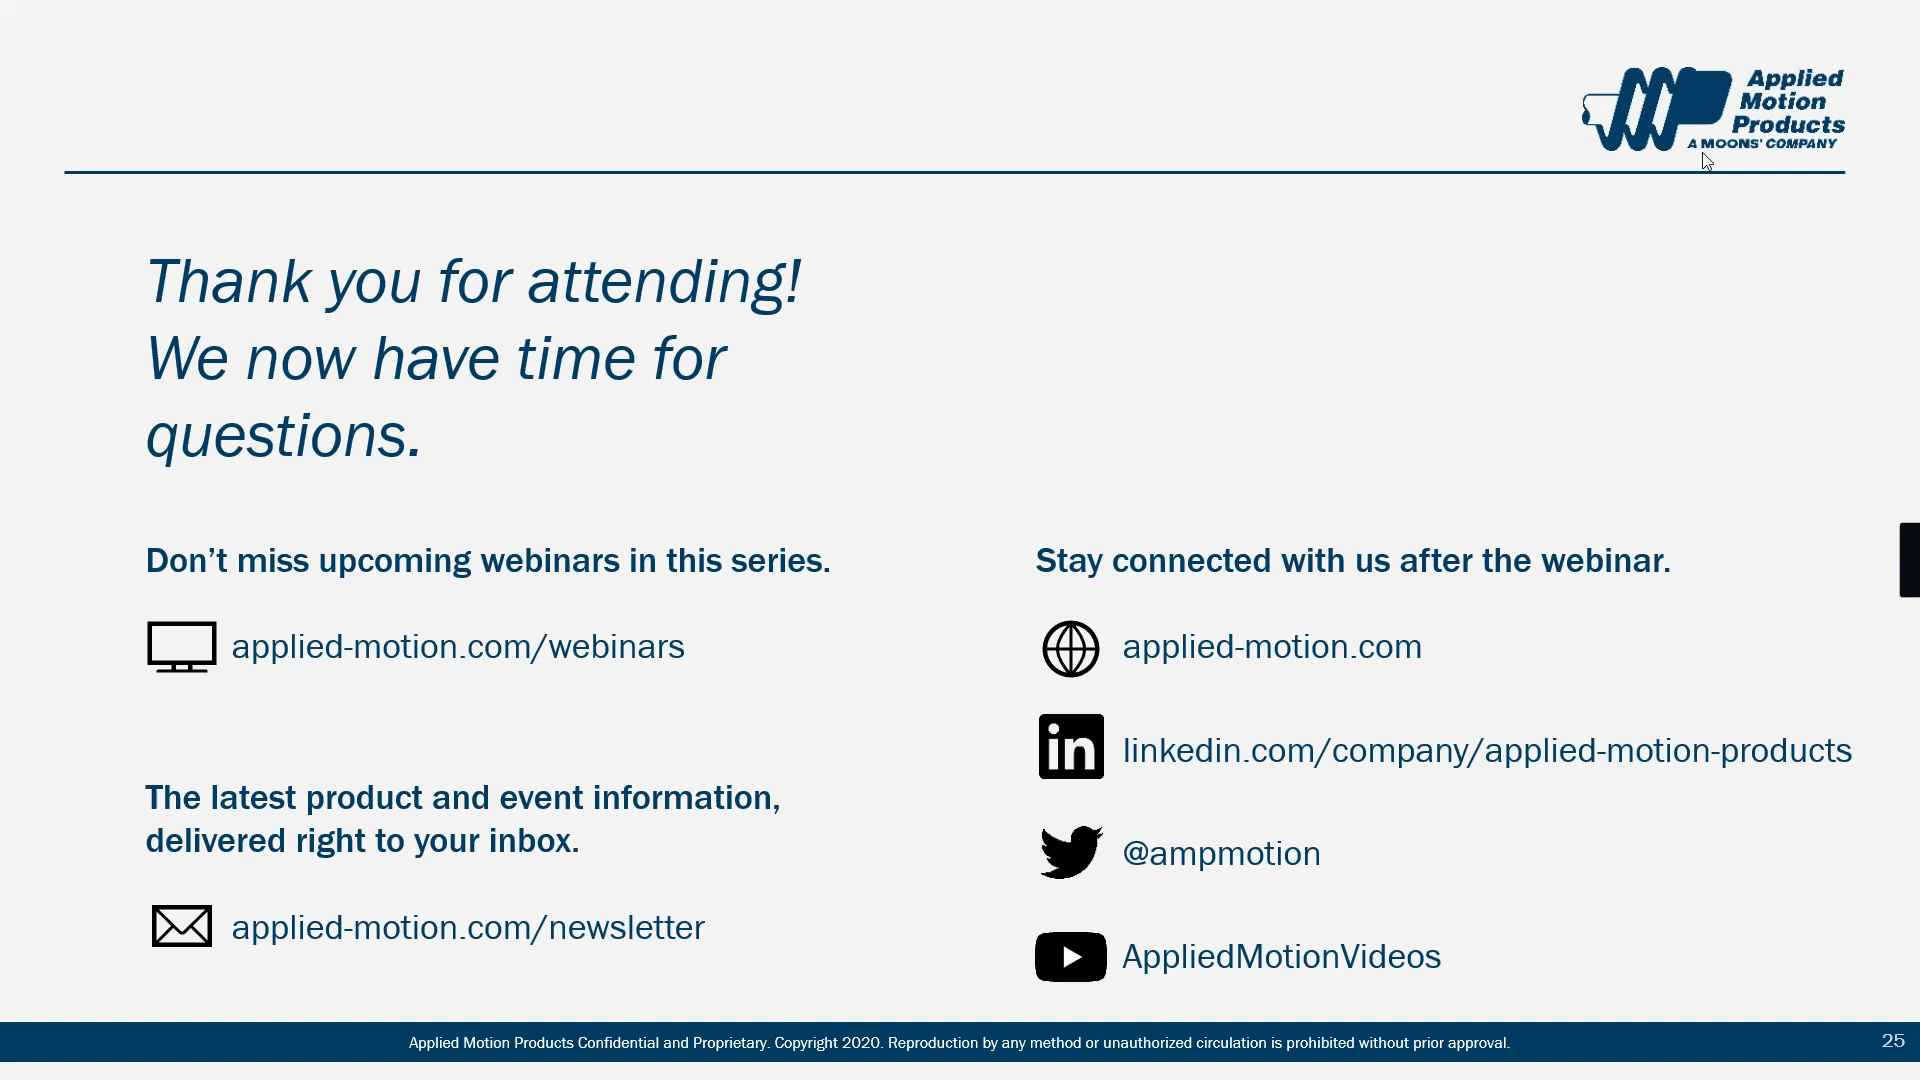 Applied
Motion
Products
A MOONS' COMPANY
Thank you for attending!
We now have time for
questions.
Don’t miss upcoming webinars in this series.
applied-motion.com/webinars
The latest product and event information,
delivered right to your inbox.
applied-motion.com/newsletter
Stay connected with us after the webinar.
applied-motion.com
in
linkedin.com/company/applied-motion-products
@ampmotion
AppliedMotionVideos
Applied Motion Products Confidential and Proprietary. Copyright 2020. Reproduction by any method or unauthorized circulation is prohibited without prior approval.
25